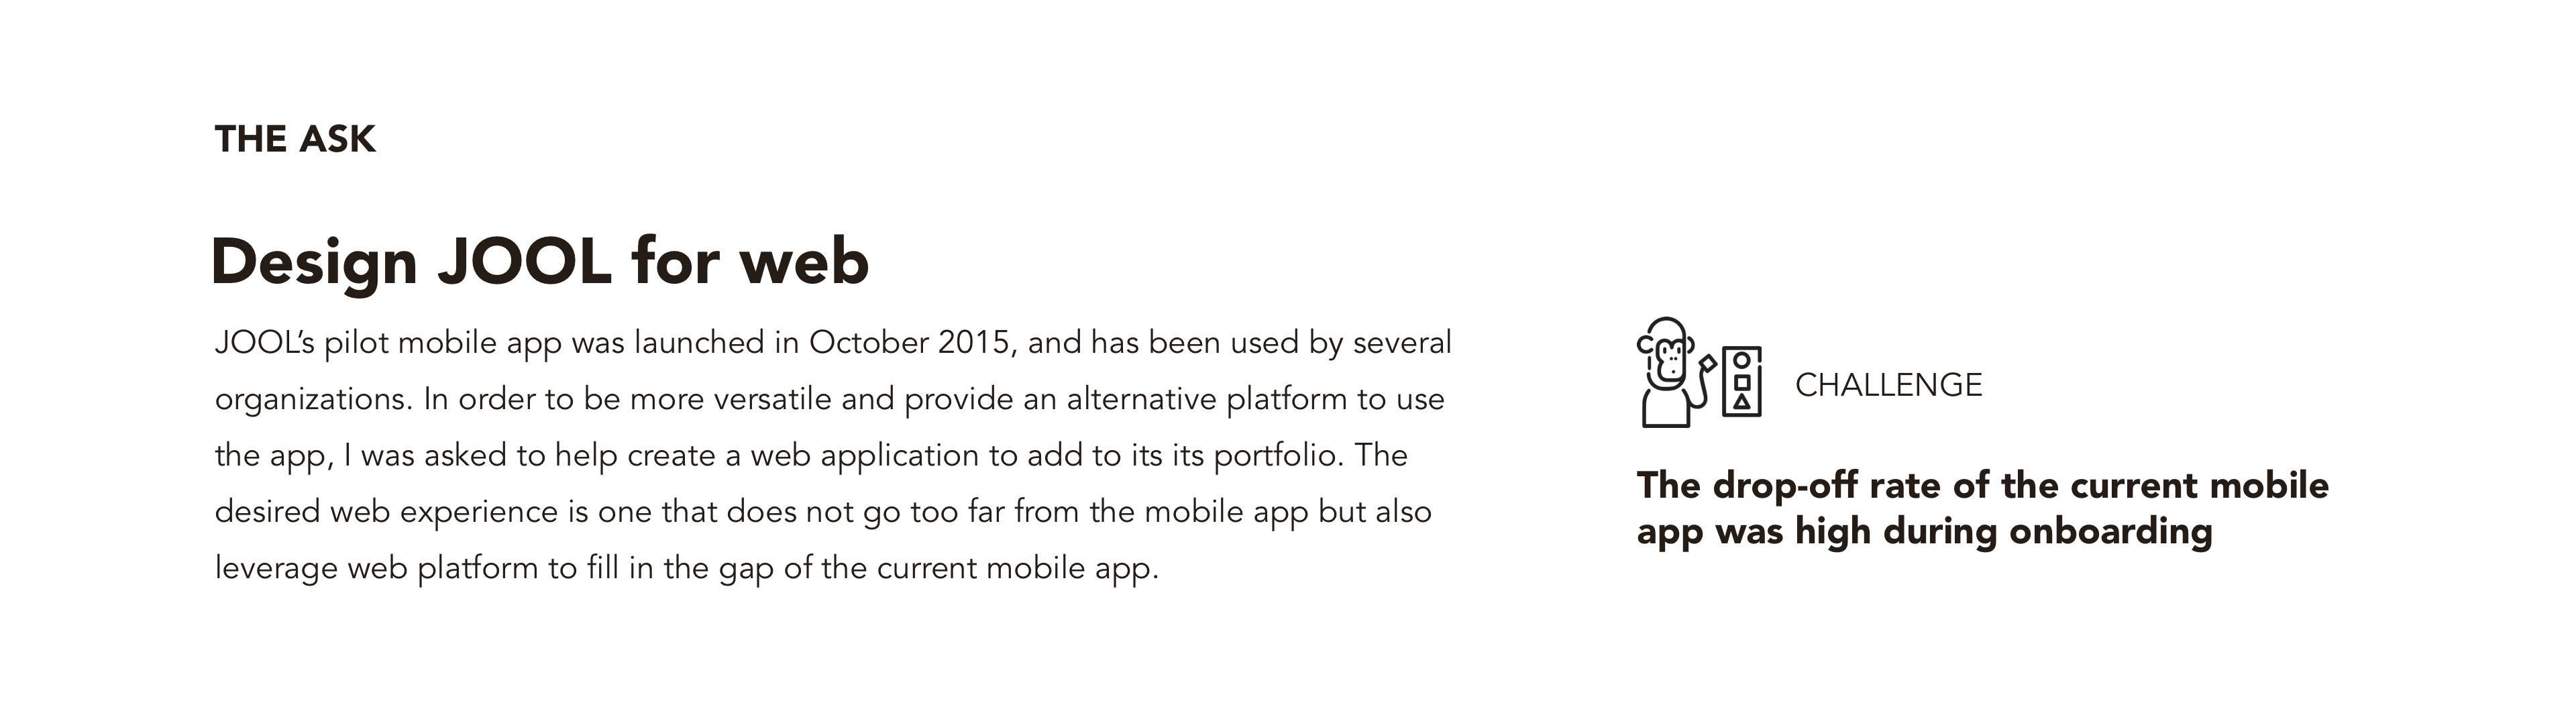 THE ASK
Design JOOL for web
JOOL’s pilot mobile app was launched in October 2015, and has been used by several
organizations. In order to be more versatile and provide an alternative platform to use
the app, I was asked to help create a web application to add to its its portfolio. The
desired web experience is one that does not go too far from the mobile app but also
leverage web platform to fill in the gap of the current mobile app.
CHALLENGE
The drop-off rate of the current mobile
app was high during onboarding